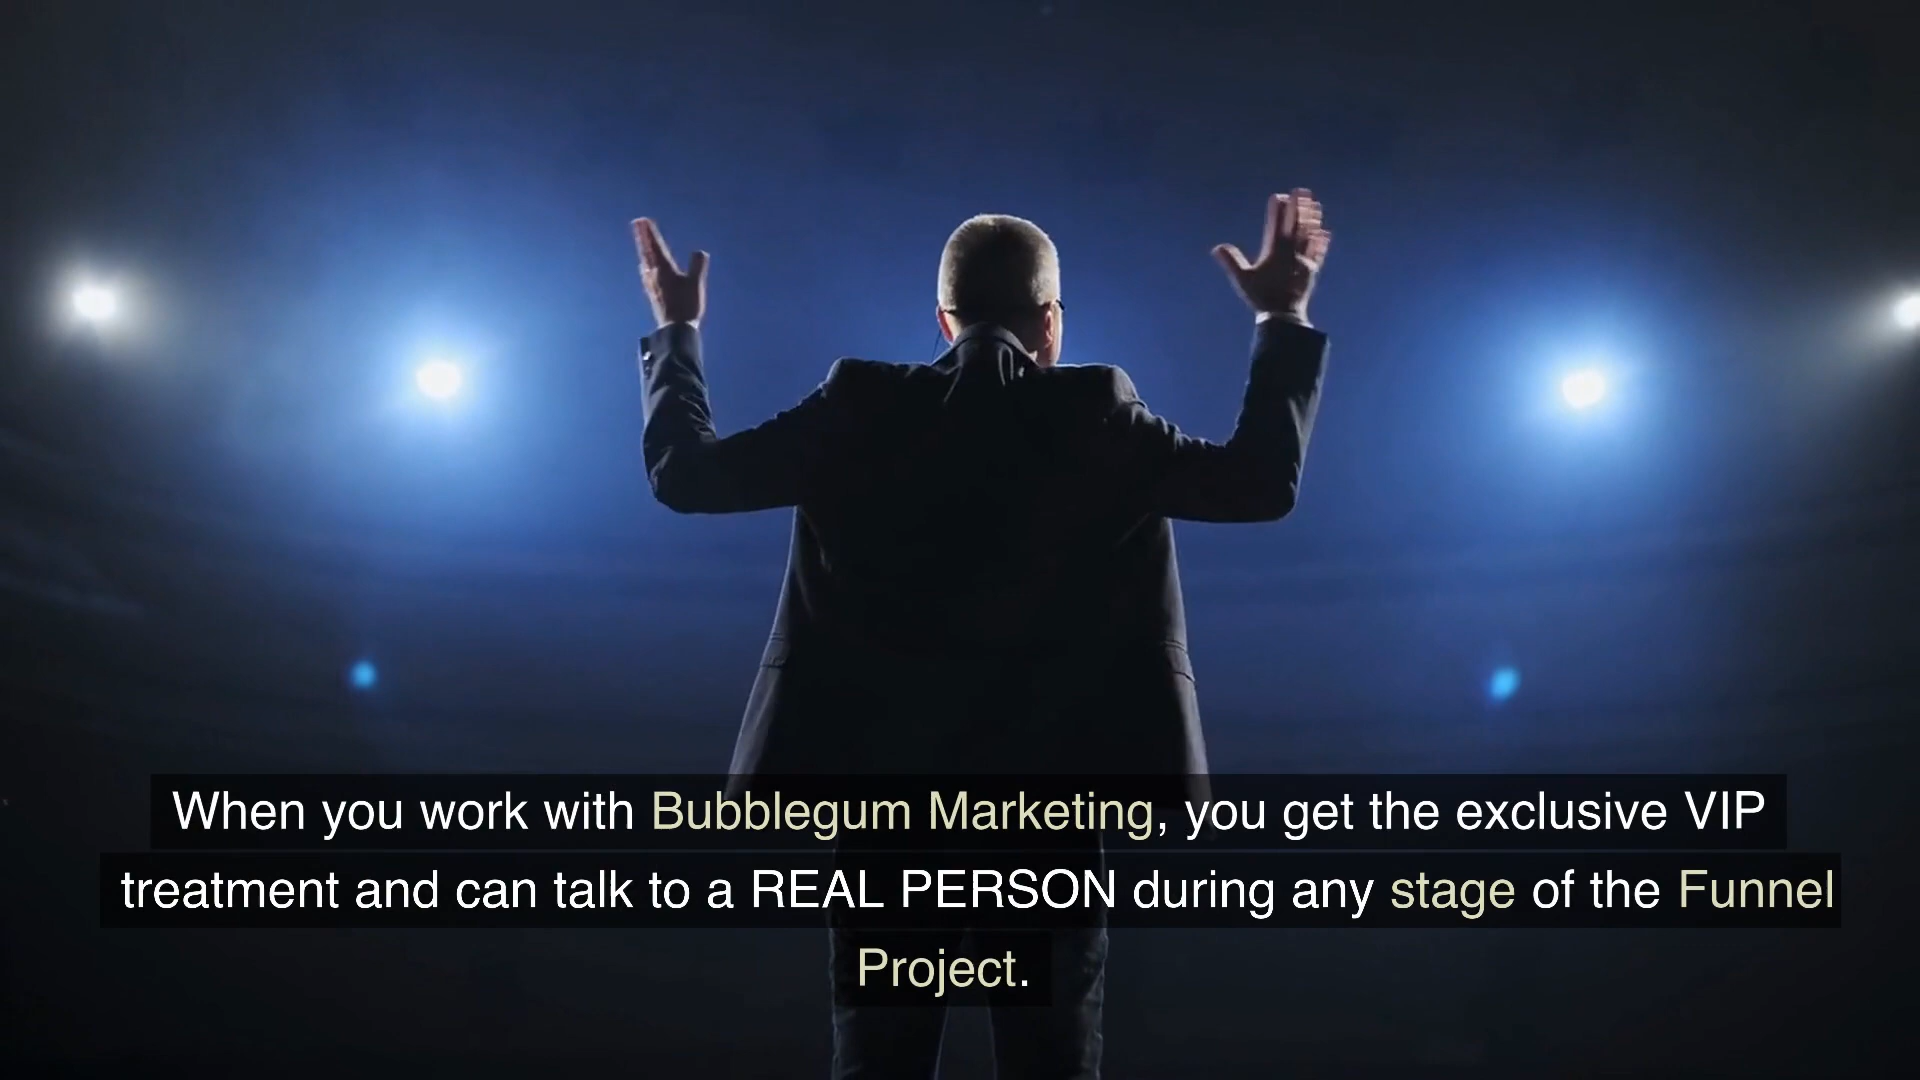 When you work with Bubblegum Marketing, you get the exclusive VIP
treatment and can talk to a REAL PERSON during any stage of the Funnel
Project.